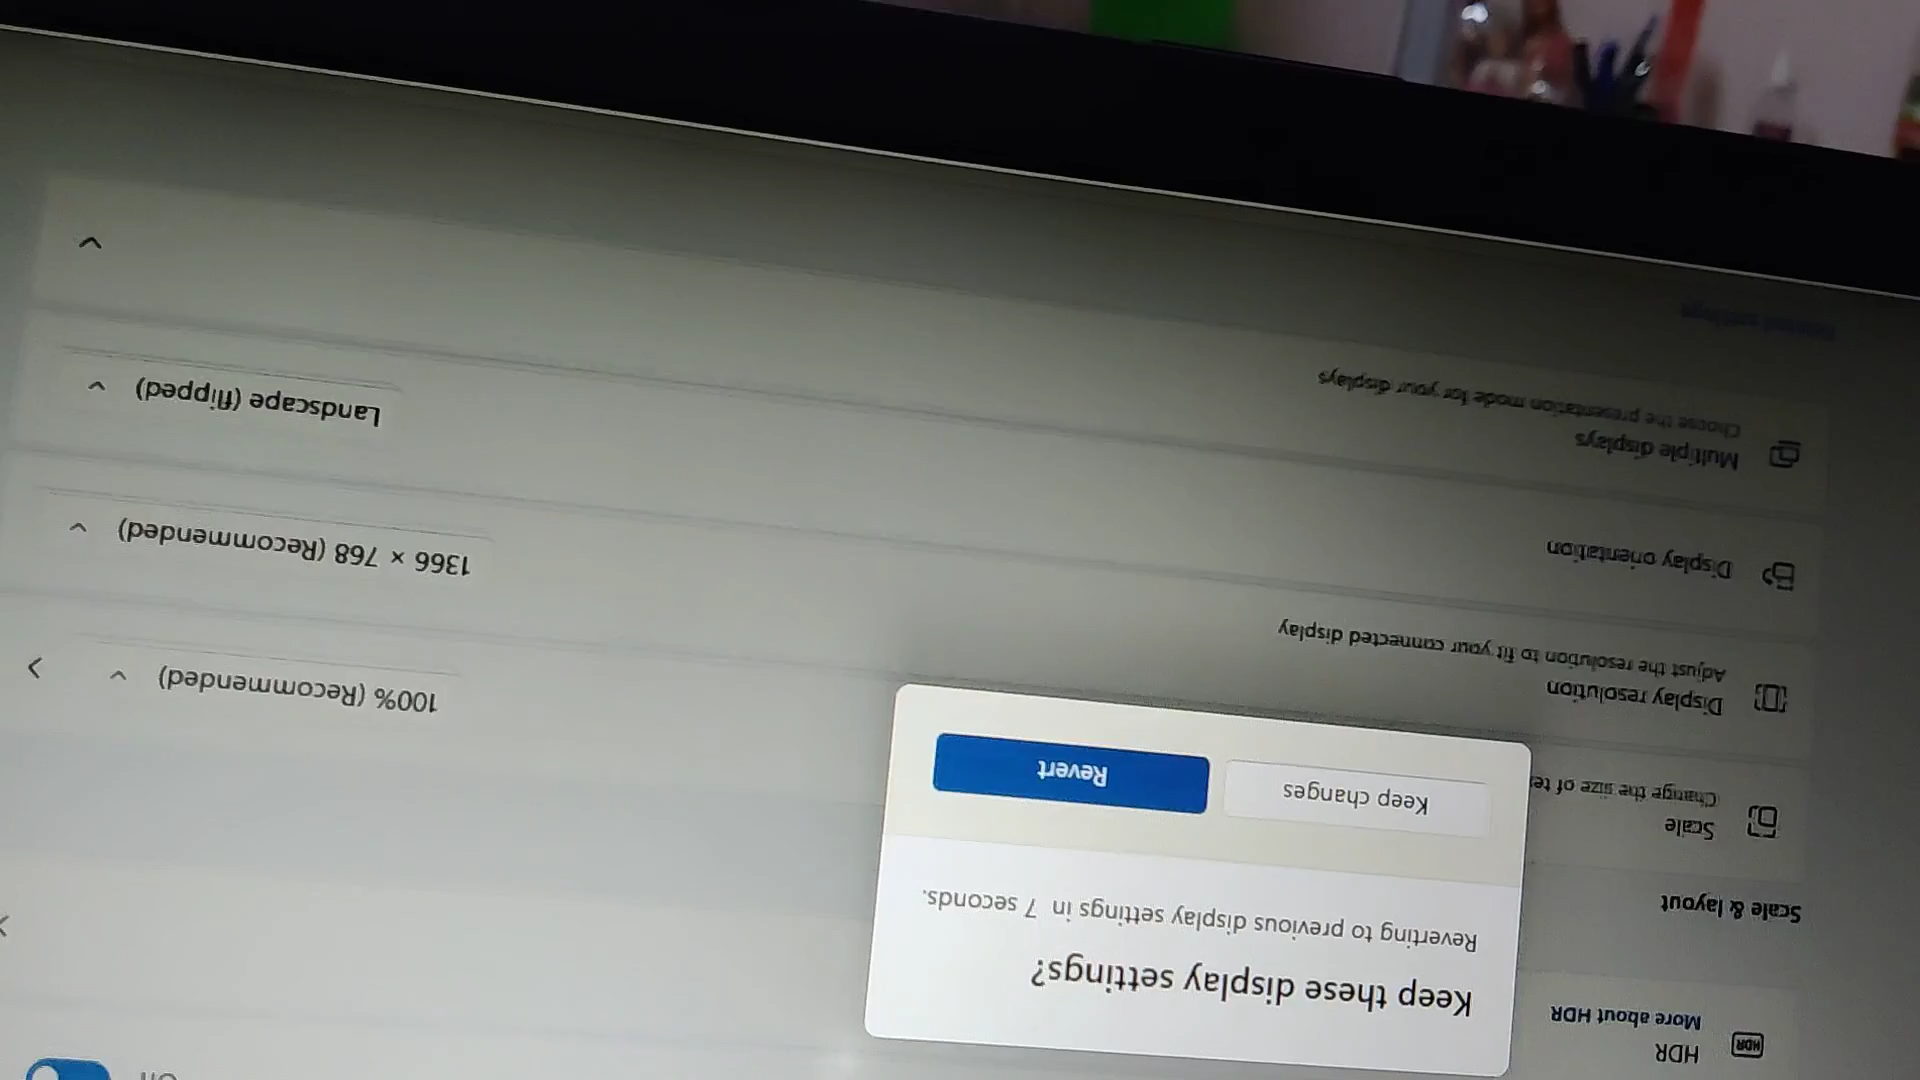 HDR
HDR
More about HDR
Scale & layout
Scale
Change the size of
100% (Recommended)
Display resolution
Adjust the resolution to fit your connected display
1366 × 768 (Recommended)
Display orientation
Landscape (flipped)
Multiple displays
Choose the presentation mode for your displays
Keep these display settings?
Reverting to previous display settings in 7 seconds.
Keep changes
Revert